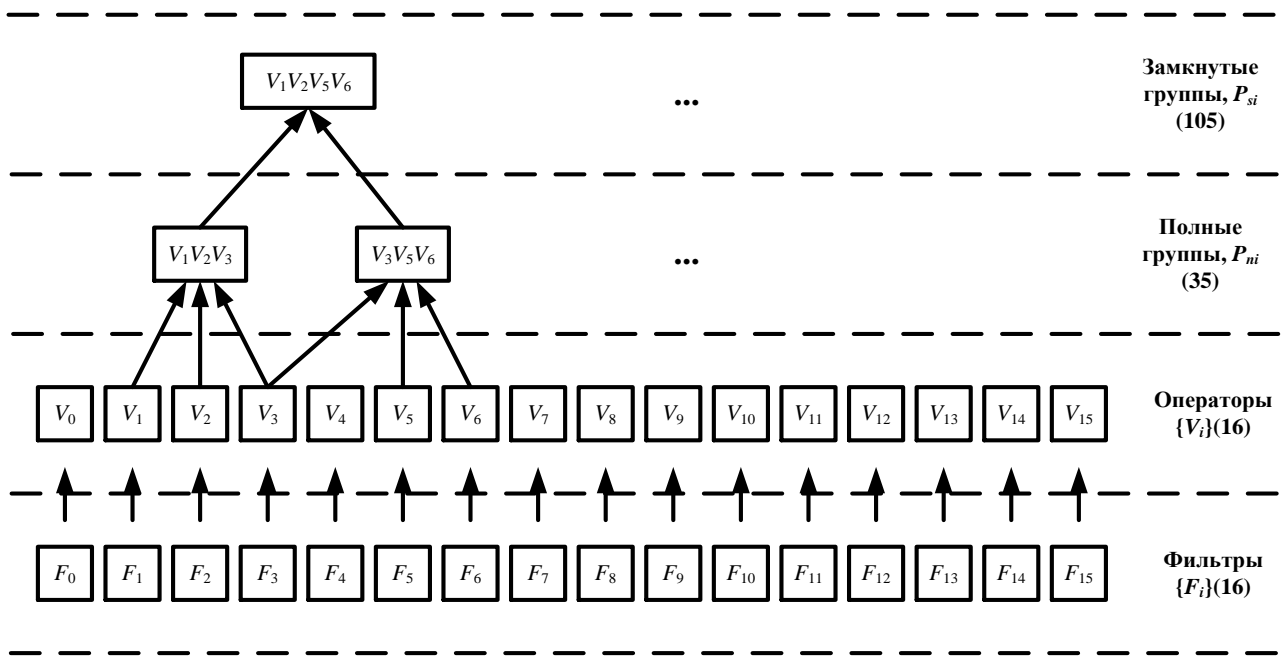 V1V2V5V6
...
Замкнутые
группы, Psi
(105)
V1V2V3
V3V5V6
...
Полные
группы, Pni
(35)
V0 V1 V2 V3 V4 V5 V6 V7 V8 V9 V10 V11 V12 V13 V14 V15
Операторы
{Vi}(16)
F0 F1 F2 F3 F4 F5 F6 F7 F8 F9 F10 F11 F12 F13 F14 F15
Фильтры
{Fi}(16)